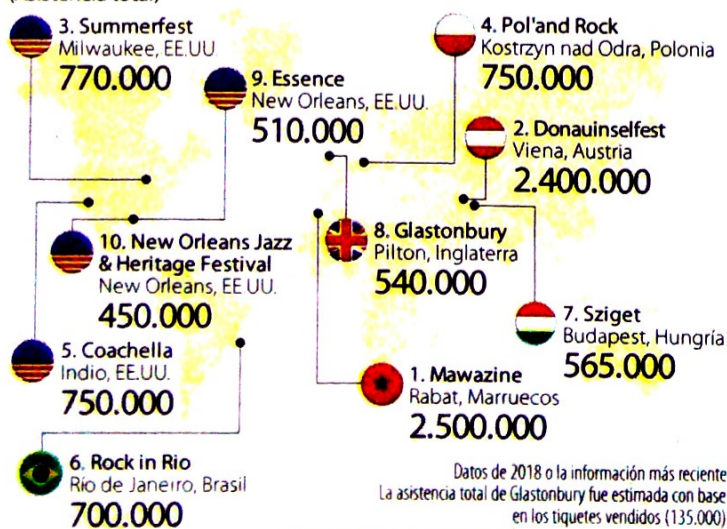 (Asistencia total)
3. Summerfest
Milwaukee, EE.UU
770.000
4. Pol'and Rock
Kostrzyn nad Odra, Polonia
750.000
9. Essence
New Orleans, EE.UU.
510.000
2. Donauinselfest
Viena, Austria
2.400.000
10. New Orleans Jazz
& Heritage Festival
New Orleans, EE UU.
450.000
8. Glastonbury
Pilton, Inglaterra
540.000
7. Sziget
Budapest, Hungría
565.000
5. Coachella
Indio, EE.UU.
750.000
1. Mawazine
Rabat, Marruecos
2.500.000
6. Rock in Rio
Río de Janeiro, Brasil
700.000
Datos de 2018 o la información más reciente
La asistencia total de Glastonbury fue estimada con base
en los tiquetes vendidos (135.000)